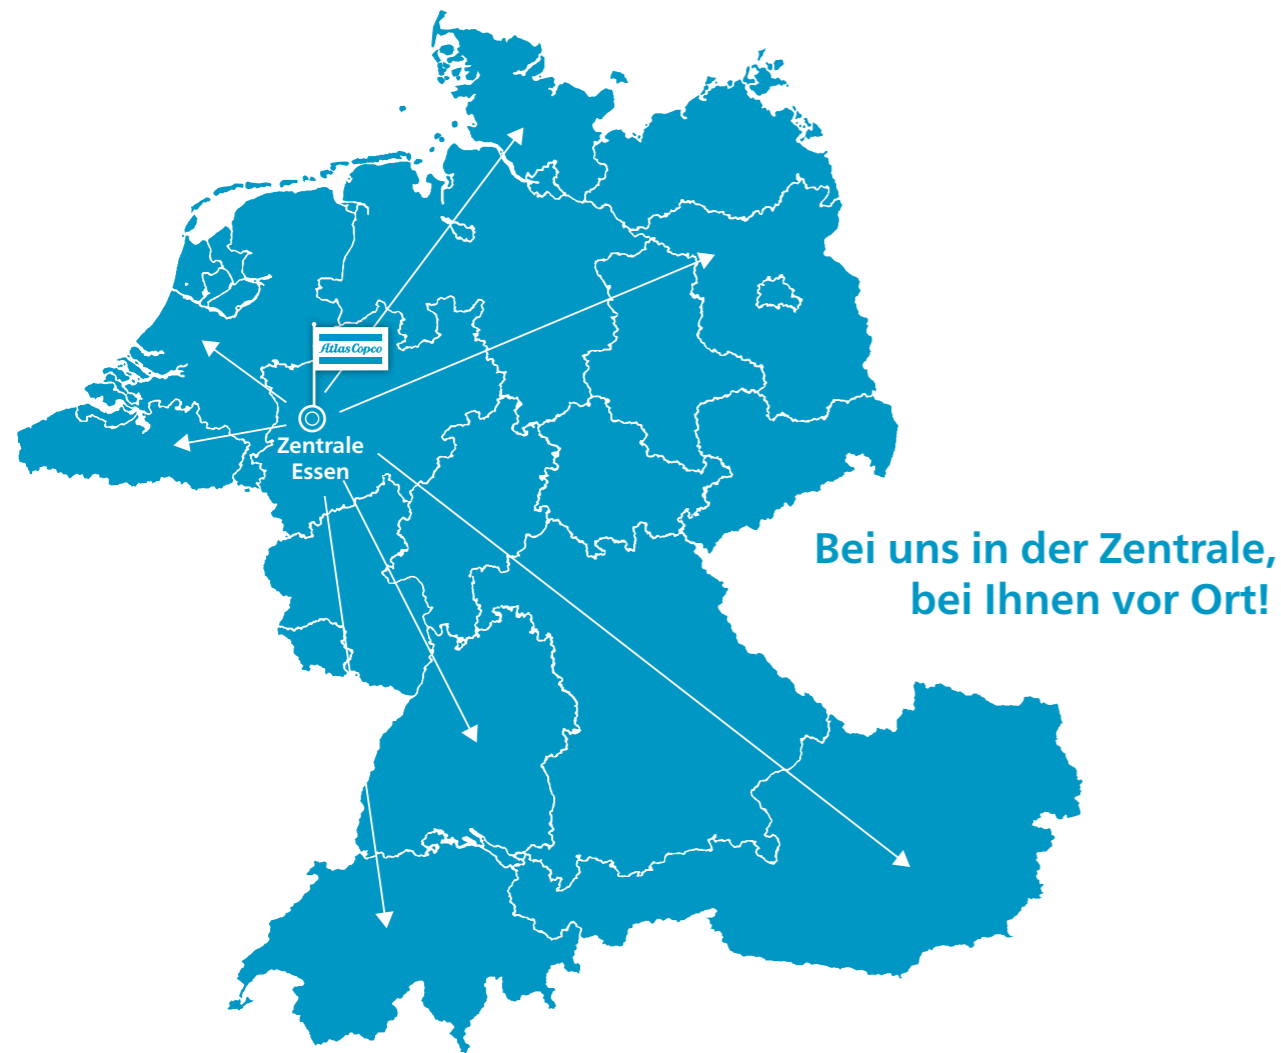 Atlas Copco
Zentrale
Essen
Bei uns in der Zentrale,
bei Ihnen vor Ort!